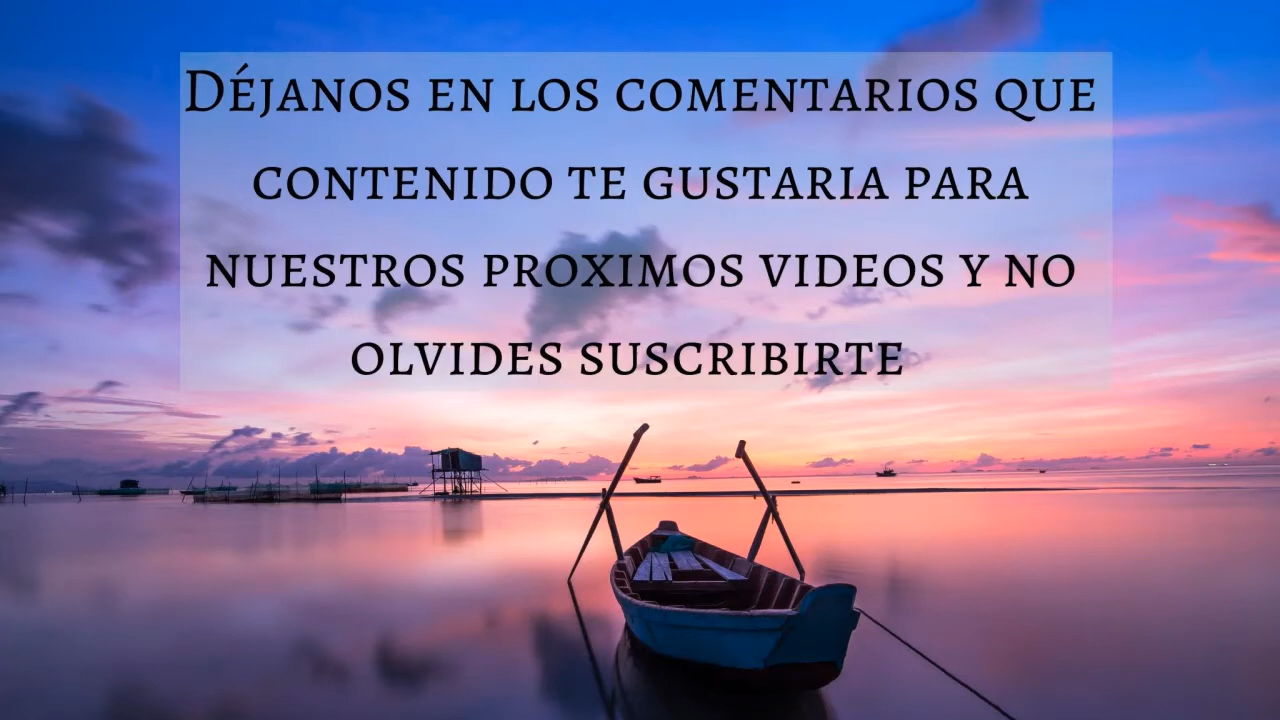 Déjanos en los comentarios que
contenido te gustaria para
nuestros proximos videos y no
olvides suscribirte